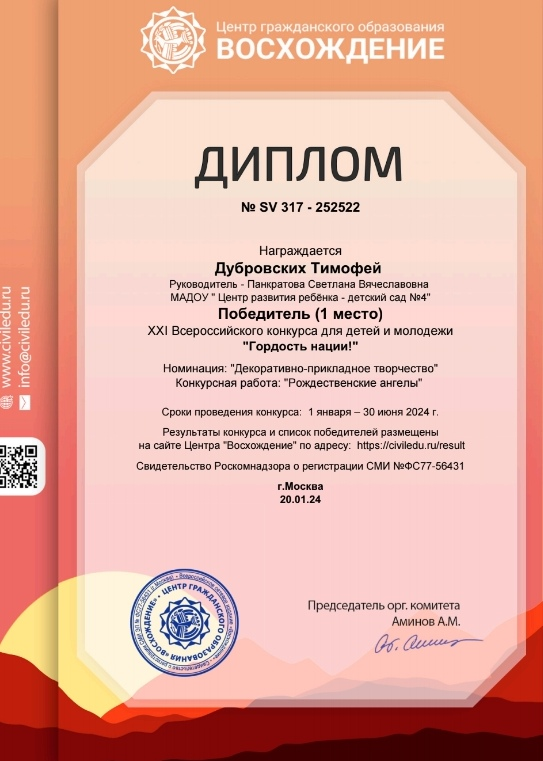 Центр гражданского образования
ВОСХОЖДЕНИЕ
ДИПЛОМ
№ SV 317 - 252522
Награждается
Дубровских Тимофей
Руководитель - Панкратова Светлана Вячеславовна
МАДОУ " Центр развития ребёнка - детский сад №4"
Победитель (1 место)
XXI Всероссийского конкурса для детей и молодежи
"Гордость нации!"
Номинация: "Декоративно-прикладное творчество"
Конкурсная работа: "Рождественские ангелы"
Сроки проведения конкурса: 1 января – 30 июня 2024 г.
Результаты конкурса и список победителей размещены
на сайте Центра "Восхождение" по адресу: https://civiledu.ru/result
Свидетельство Роскомнадзора о регистрации СМИ №ФС77-56431
г.Москва
20.01.24
Председатель орг. комитета
Аминов А.М.
www.civiledu.ru
info@civiledu.ru
ЦЕНТР ГРАЖДАНСКОГО ОБРАЗОВАНИЯ «ВОСХОЖДЕНИЕ»